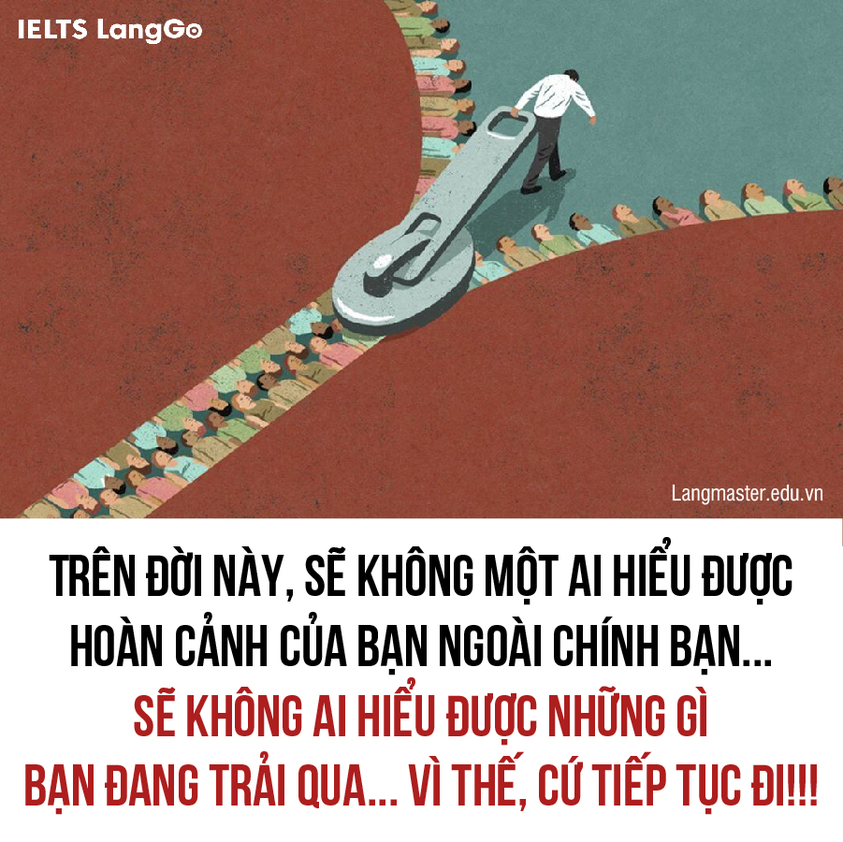 IELTS LangGo
Langmaster.edu.vn
TRÊN ĐỜI NÀY, SẼ KHÔNG MỘT AI HIỂU ĐƯỢC
HOÀN CẢNH CỦA BẠN NGOÀI CHÍNH BẠN...
SẼ KHÔNG AI HIỂU ĐƯỢC NHỮNG GÌ
BẠN ĐANG TRẢI QUA... VÌ THẾ, CỨ TIẾP TỤC ĐI!!!